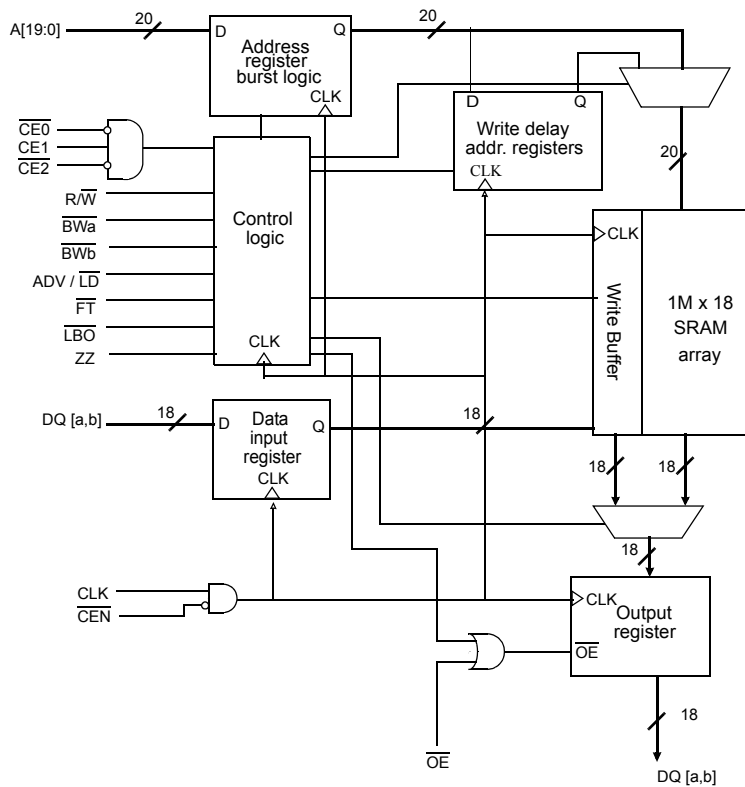 A[19:0]
20
D
Q
Address
register
burst logic
CLK
20
CE0
CE1
CE2
R/W
BWa
BWb
ADV / LD
FT
LBO
ZZ
Control
logic
CLK
D
Q
Write delay
addr. registers
CLK
20
CLK
Write Buffer
1M x 18
SRAM
array
DQ [a,b]
18
D
Q
Data
input
register
CLK
18
18
18
18
CLK
CEN
CLK
Output
register
OE
OE
18
DQ [a,b]